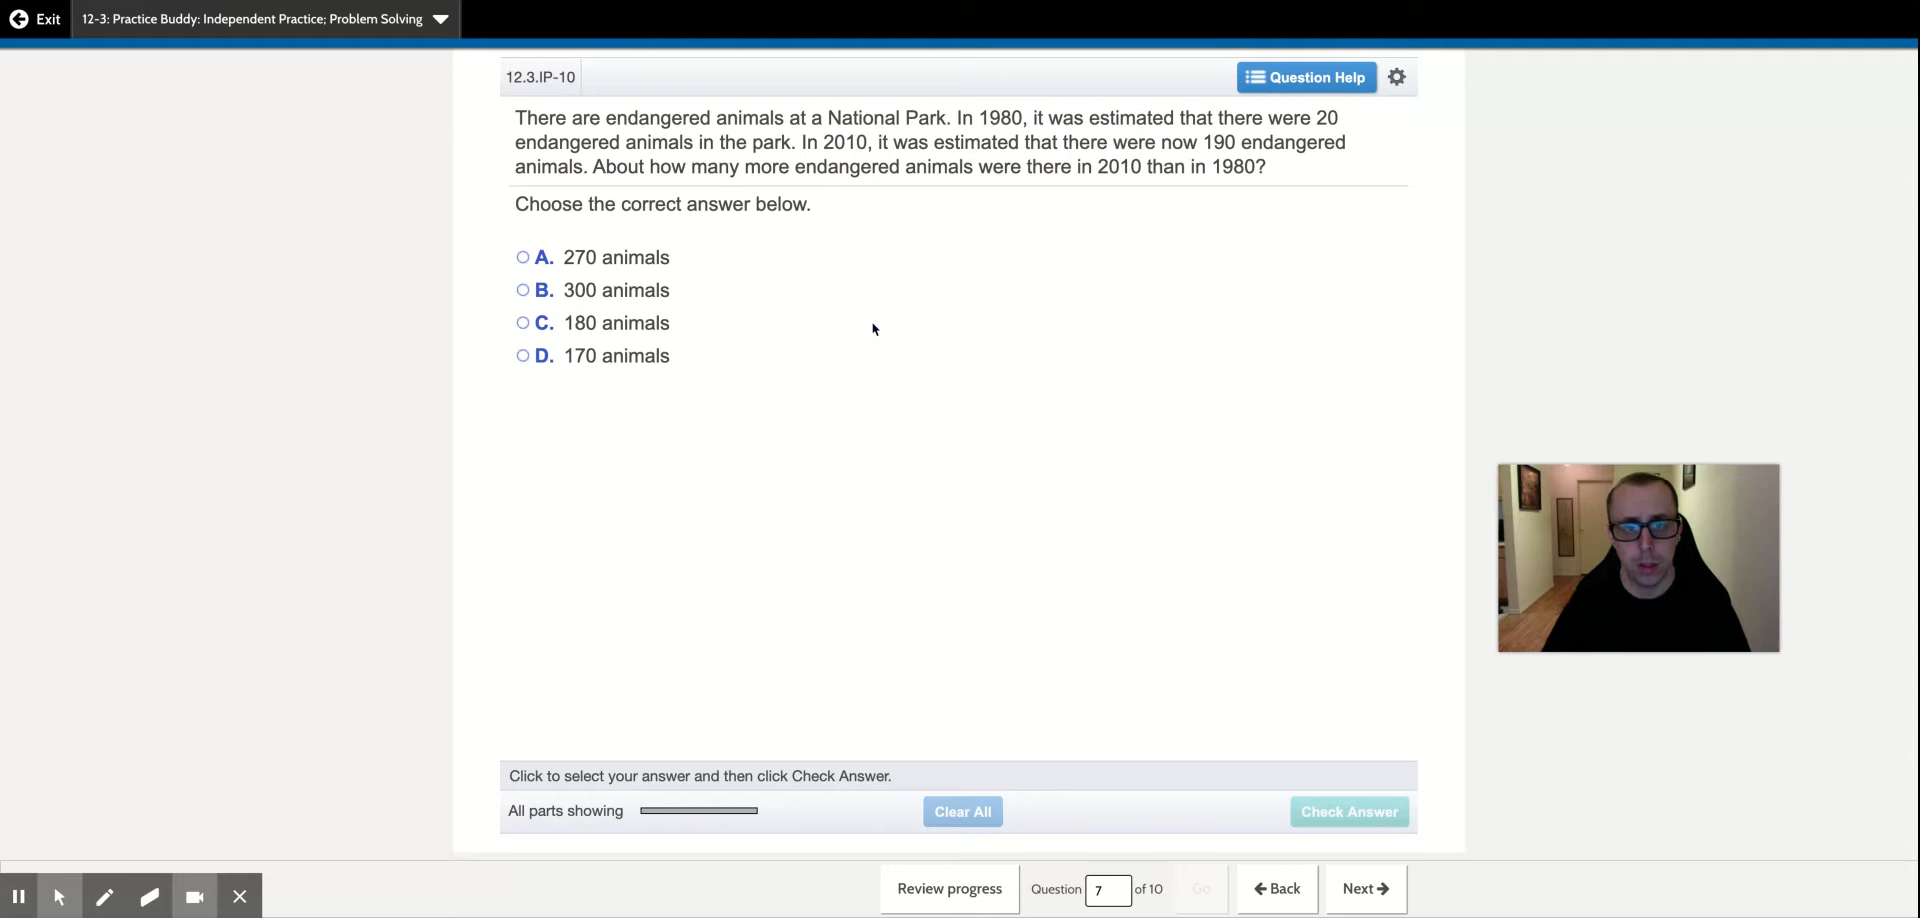 Exit
12-3: Practice Buddy: Independent Practice; Problem Solving
12.3.IP-10
Question Help
There are endangered animals at a National Park. In 1980, it was estimated that there were 20
endangered animals in the park. In 2010, it was estimated that there were now 190 endangered
animals. About how many more endangered animals were there in 2010 than in 1980?
Choose the correct answer below.
A. 270 animals
B. 300 animals
C. 180 animals
D. 170 animals
Click to select your answer and then click Check Answer.
All parts showing
Clear All
Check Answer
Review progress
Question 7 of 10
Go
Back
Next